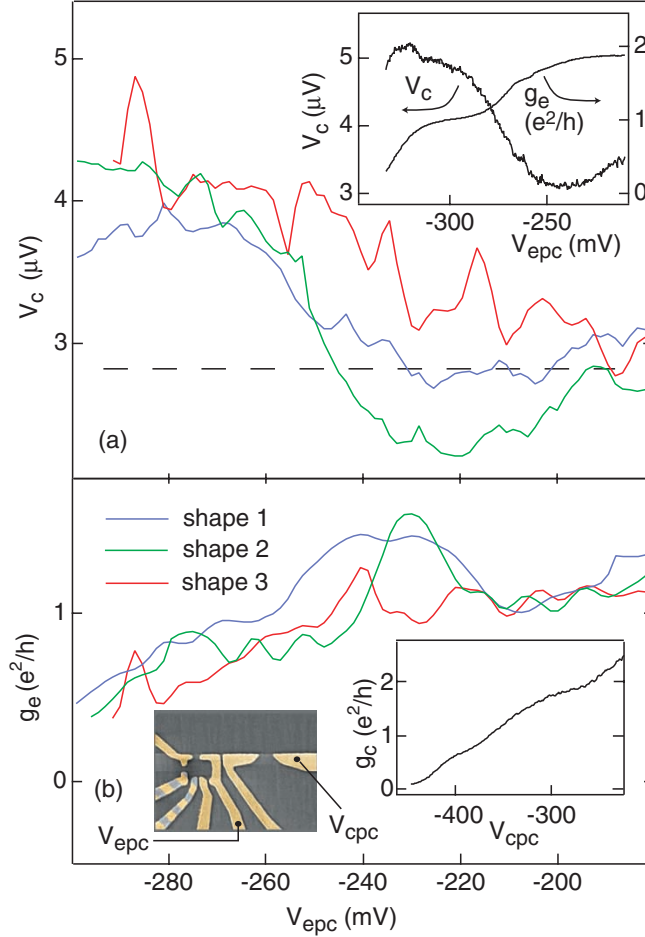 5
4
3
V_c (μV)
(a)
5
4
3
V_c (μV)
V_c
g_e
(e²/h)
2
1
0
-300
-250
V_epc (mV)
shape 1
shape 2
shape 3
1
0
g_e (e²/h)
(b)
V_epc
V_cpc
2
1
0
g_c (e²/h)
-400
-300
V_cpc
-280
-260
-240
-220
-200
V_epc (mV)